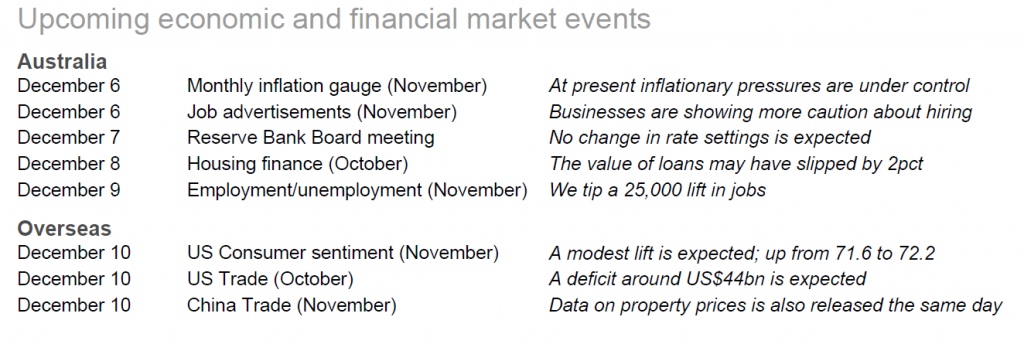 Upcoming economic and financial market events
Australia
December 6 Monthly inflation gauge (November) At present inflationary pressures are under control
December 6 Job advertisements (November) Businesses are showing more caution about hiring
December 7 Reserve Bank Board meeting No change in rate settings is expected
December 8 Housing finance (October) The value of loans may have slipped by 2pct
December 9 Employment/unemployment (November) We tip a 25,000 lift in jobs
Overseas
December 10 US Consumer sentiment (November) A modest lift is expected; up from 71.6 to 72.2
December 10 US Trade (October) A deficit around US$44bn is expected
December 10 China Trade (November) Data on property prices is also released the same day